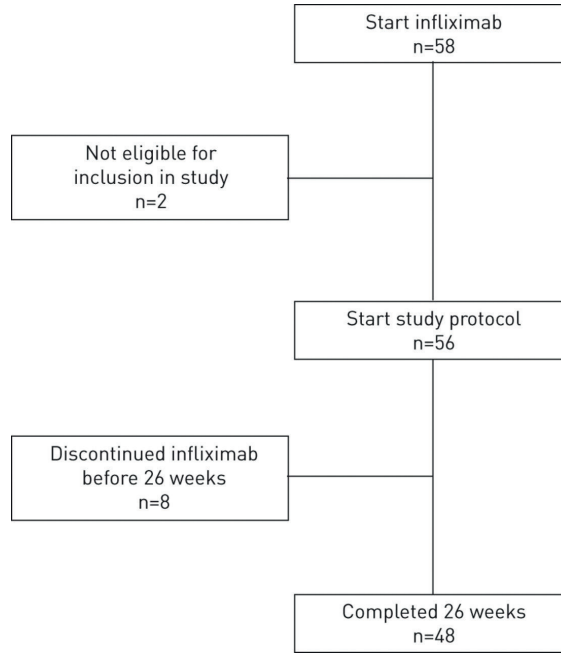 Start infliximab
n=58
Not eligible for
inclusion in study
n=2
Start study protocol
n=56
Discontinued infliximab
before 26 weeks
n=8
Completed 26 weeks
n=48